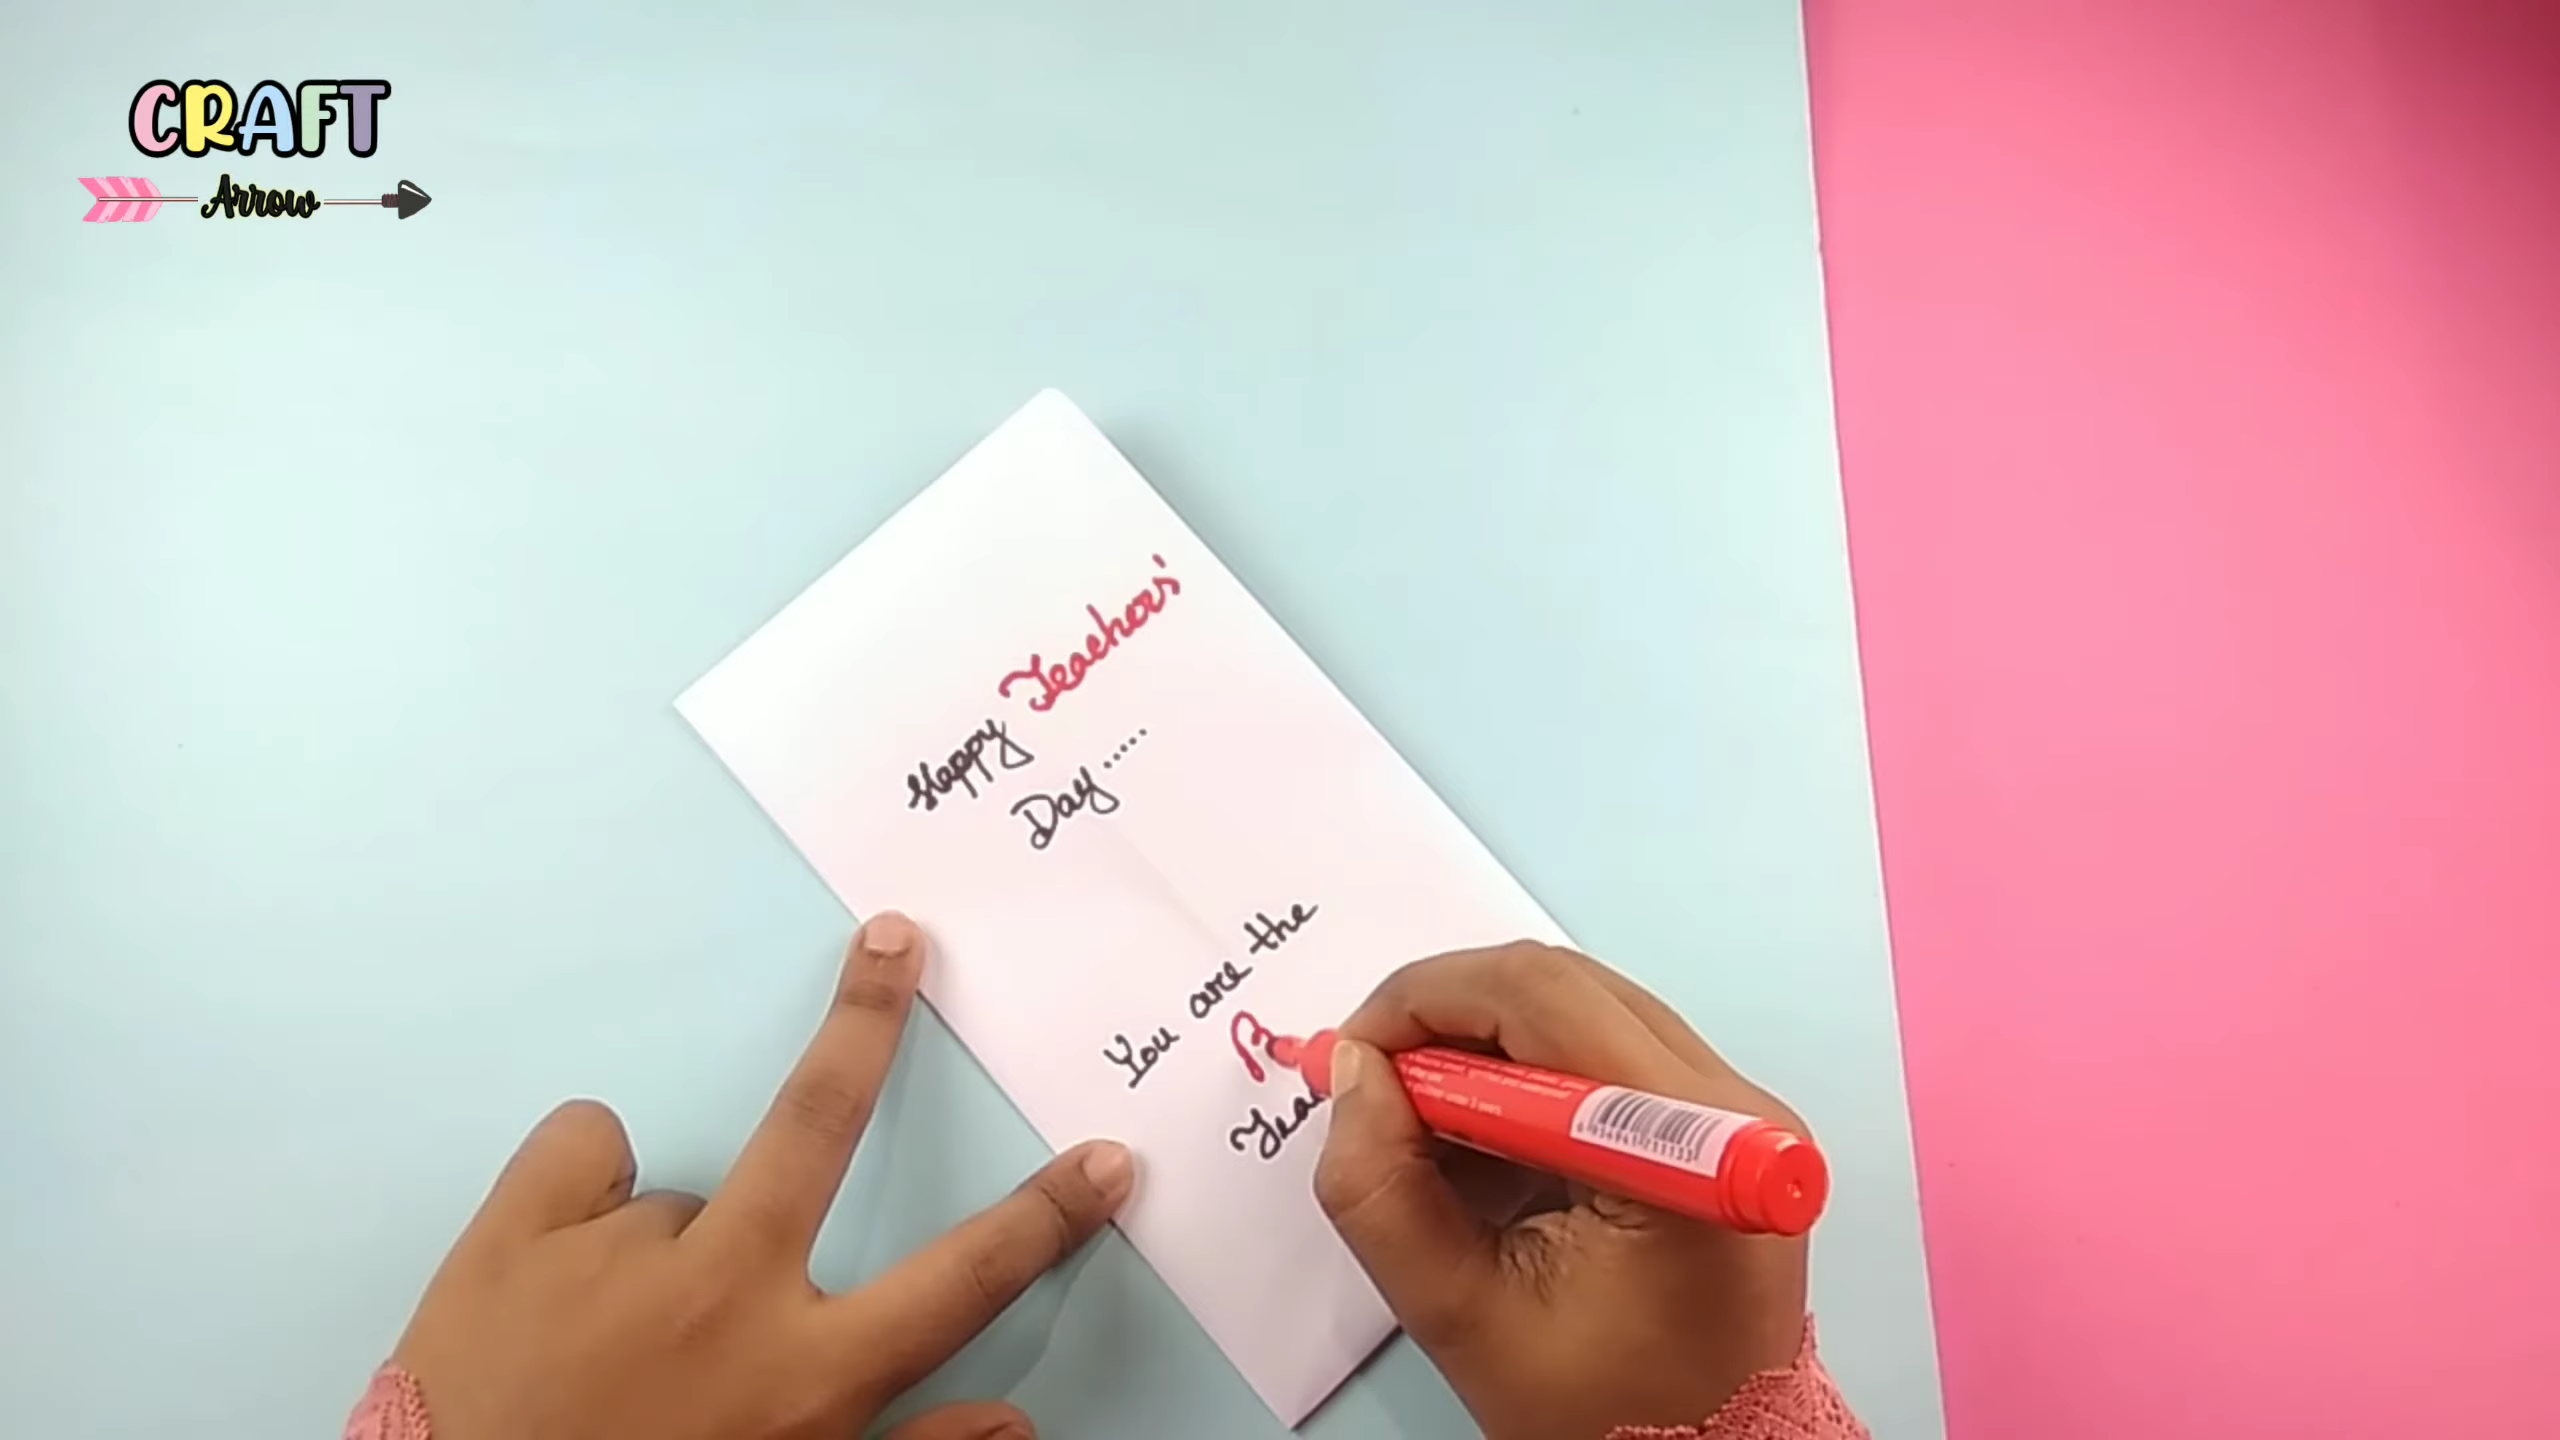 CRAFT
Arrow
Happy Teachers'
Day.....
You are the